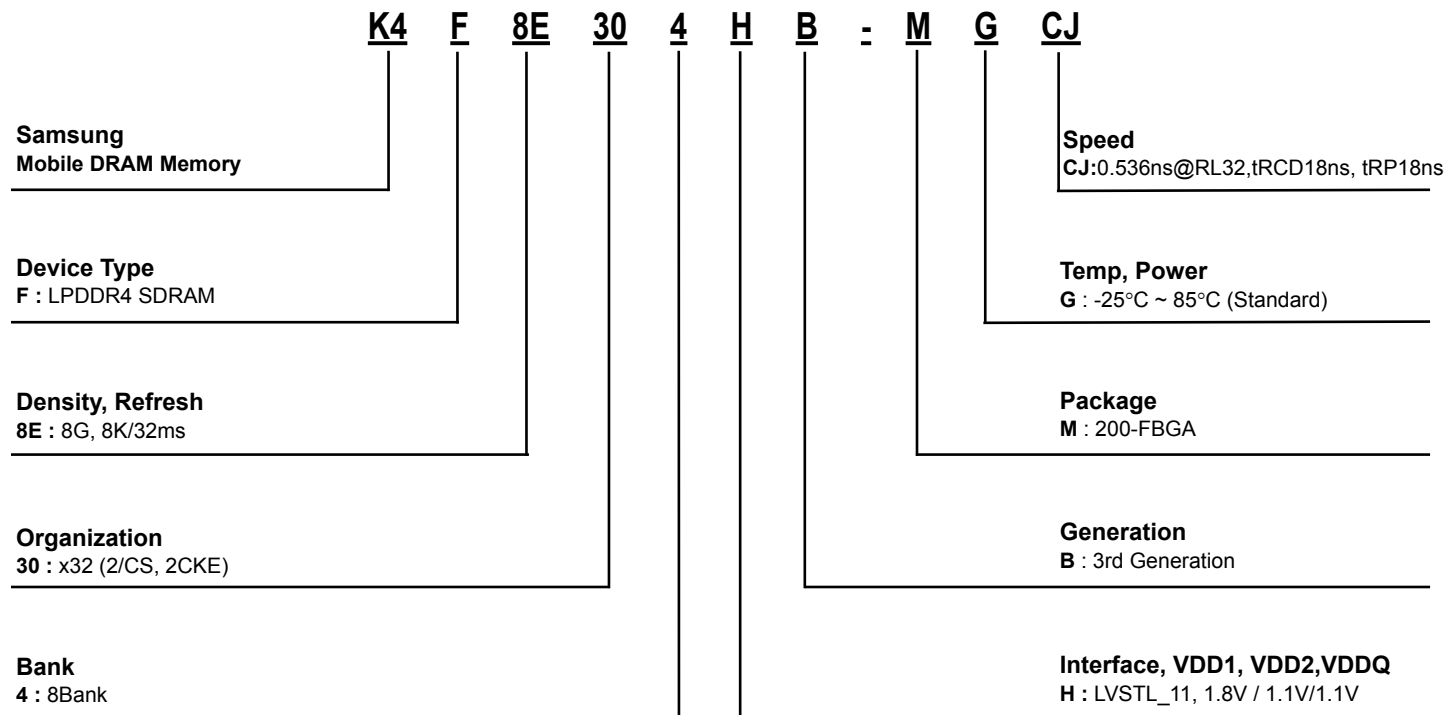 K4 F 8E 30 4 H B - M G CJ
Samsung
Mobile DRAM Memory
Device Type
F : LPDDR4 SDRAM
Density, Refresh
8E : 8G, 8K/32ms
Organization
30 : x32 (2/CS, 2CKE)
Bank
4 : 8Bank
Speed
CJ:0.536ns@RL32,tRCD18ns, tRP18ns
Temp, Power
G : -25°C ~ 85°C (Standard)
Package
M : 200-FBGA
Generation
B : 3rd Generation
Interface, VDD1, VDD2,VDDQ
H : LVSTL_11, 1.8V / 1.1V/1.1V